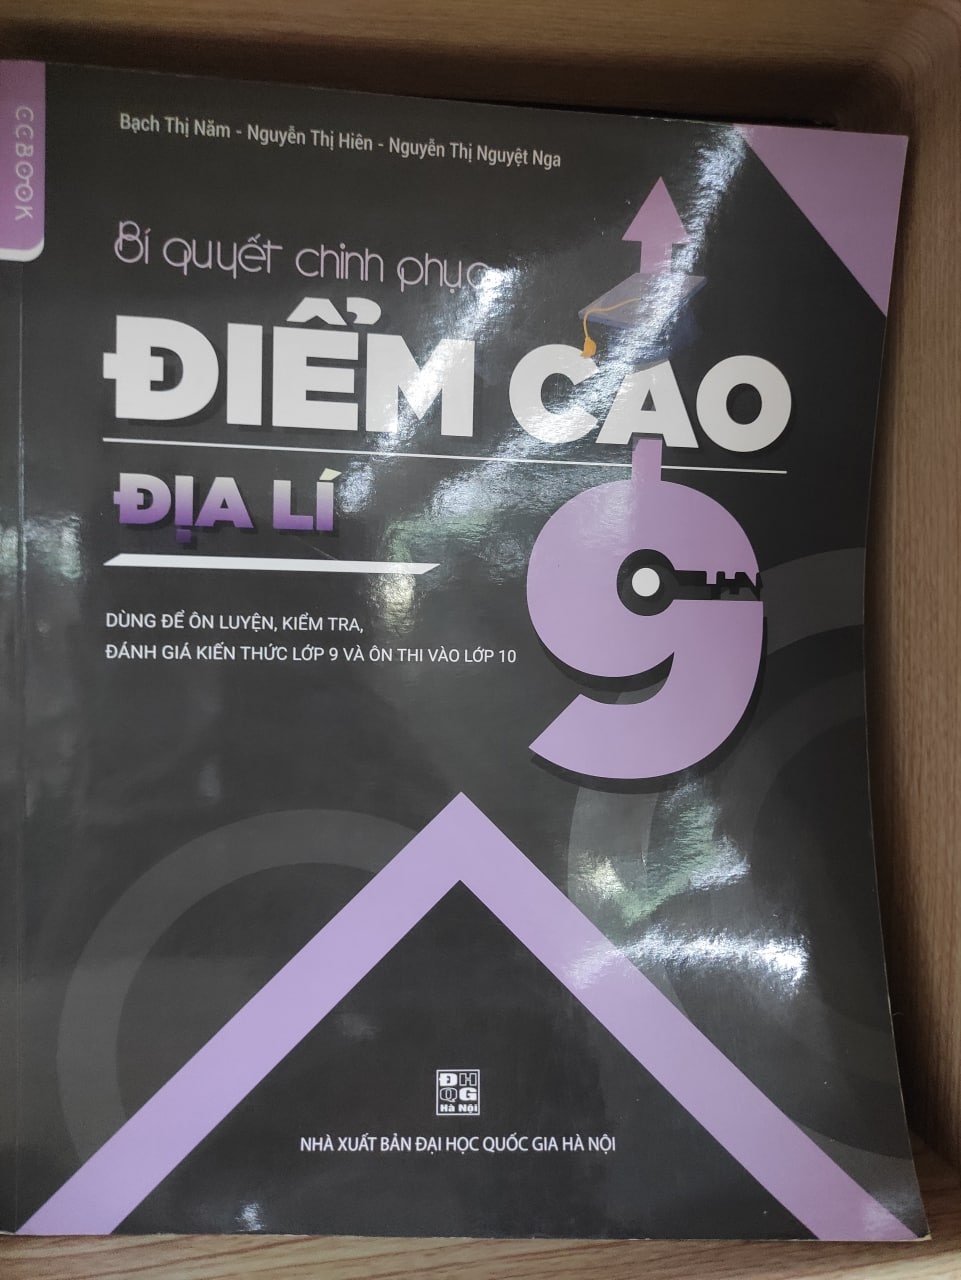 CCBOOK
Bạch Thị Năm - Nguyễn Thị Hiên - Nguyễn Thị Nguyệt Nga
Bí quyết chinh phục
ĐIỂM CAO
ĐỊA LÍ
9
DÙNG ĐỂ ÔN LUYỆN, KIỂM TRA,
ĐÁNH GIÁ KIẾN THỨC LỚP 9 VÀ ÔN THI VÀO LỚP 10
ĐH
QG
Hà Nội
NHÀ XUẤT BẢN ĐẠI HỌC QUỐC GIA HÀ NỘI